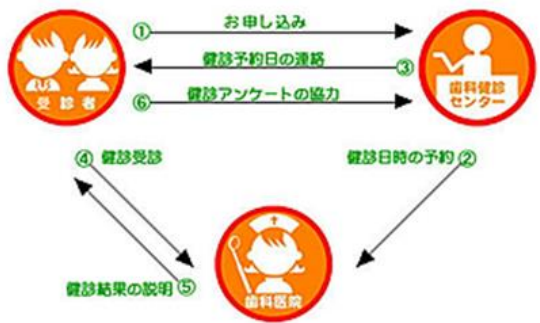 ① お申し込み
健診予約日の連絡 ③
⑥ 健診アンケートの協力
受診者
歯科健診
センター
④ 健診受診
健診日時の予約 ②
健診結果の説明 ⑤
歯科医院